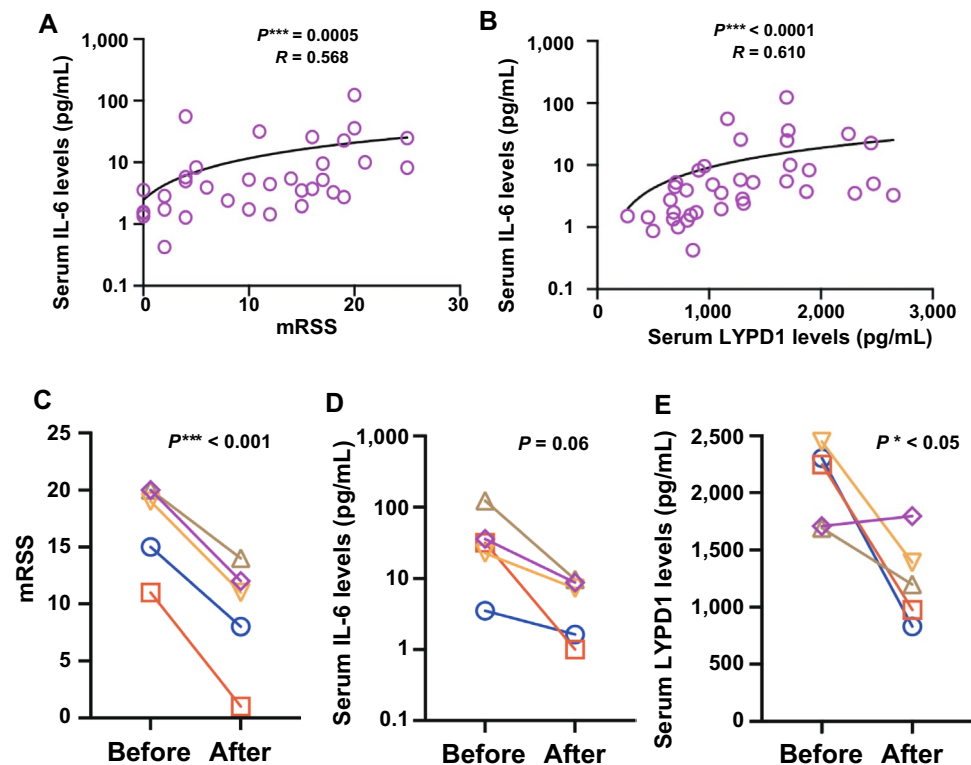 A
P*** = 0.0005
R = 0.568
Serum IL-6 levels (pg/mL)
1,000
100
10
1
0.1
0
10
20
30
mRSS
B
P*** < 0.0001
R = 0.610
Serum IL-6 levels (pg/mL)
1,000
100
10
1
0.1
0
1,000
2,000
3,000
Serum LYPD1 levels (pg/mL)
C
P*** < 0.001
mRSS
25
20
15
10
5
0
Before After
D
P = 0.06
Serum IL-6 levels (pg/mL)
1,000
100
10
1
0.1
Before After
E
P * < 0.05
Serum LYPD1 levels (pg/mL)
2,500
2,000
1,500
1,000
500
0
Before After